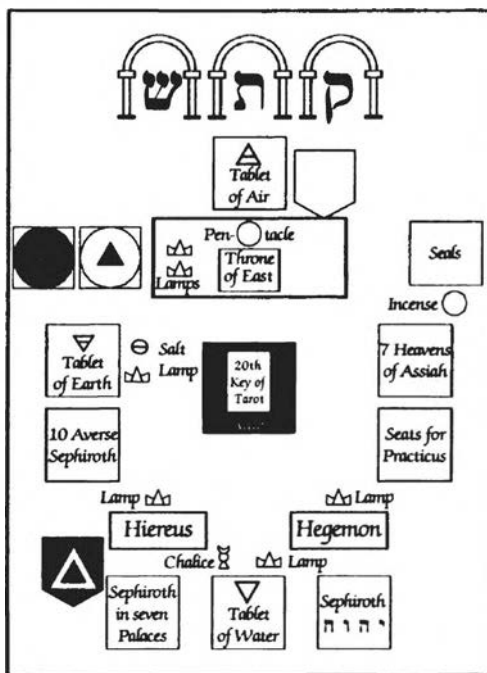 ק ת ש
Tablet
of Air
Pen- tacle
Throne
of East
Lamps
Seals
Incense
Tablet
of Earth
Salt
Lamp
20th
Key of
Tarot
7 Heavens
of Assiah
10 Averse
Sephiroth
Seats for
Practicus
Lamp
Lamp
Hiereus
Hegemon
Chalice
Lamp
Sephiroth
in seven
Palaces
Tablet
of Water
Sephiroth
י ה ו ה